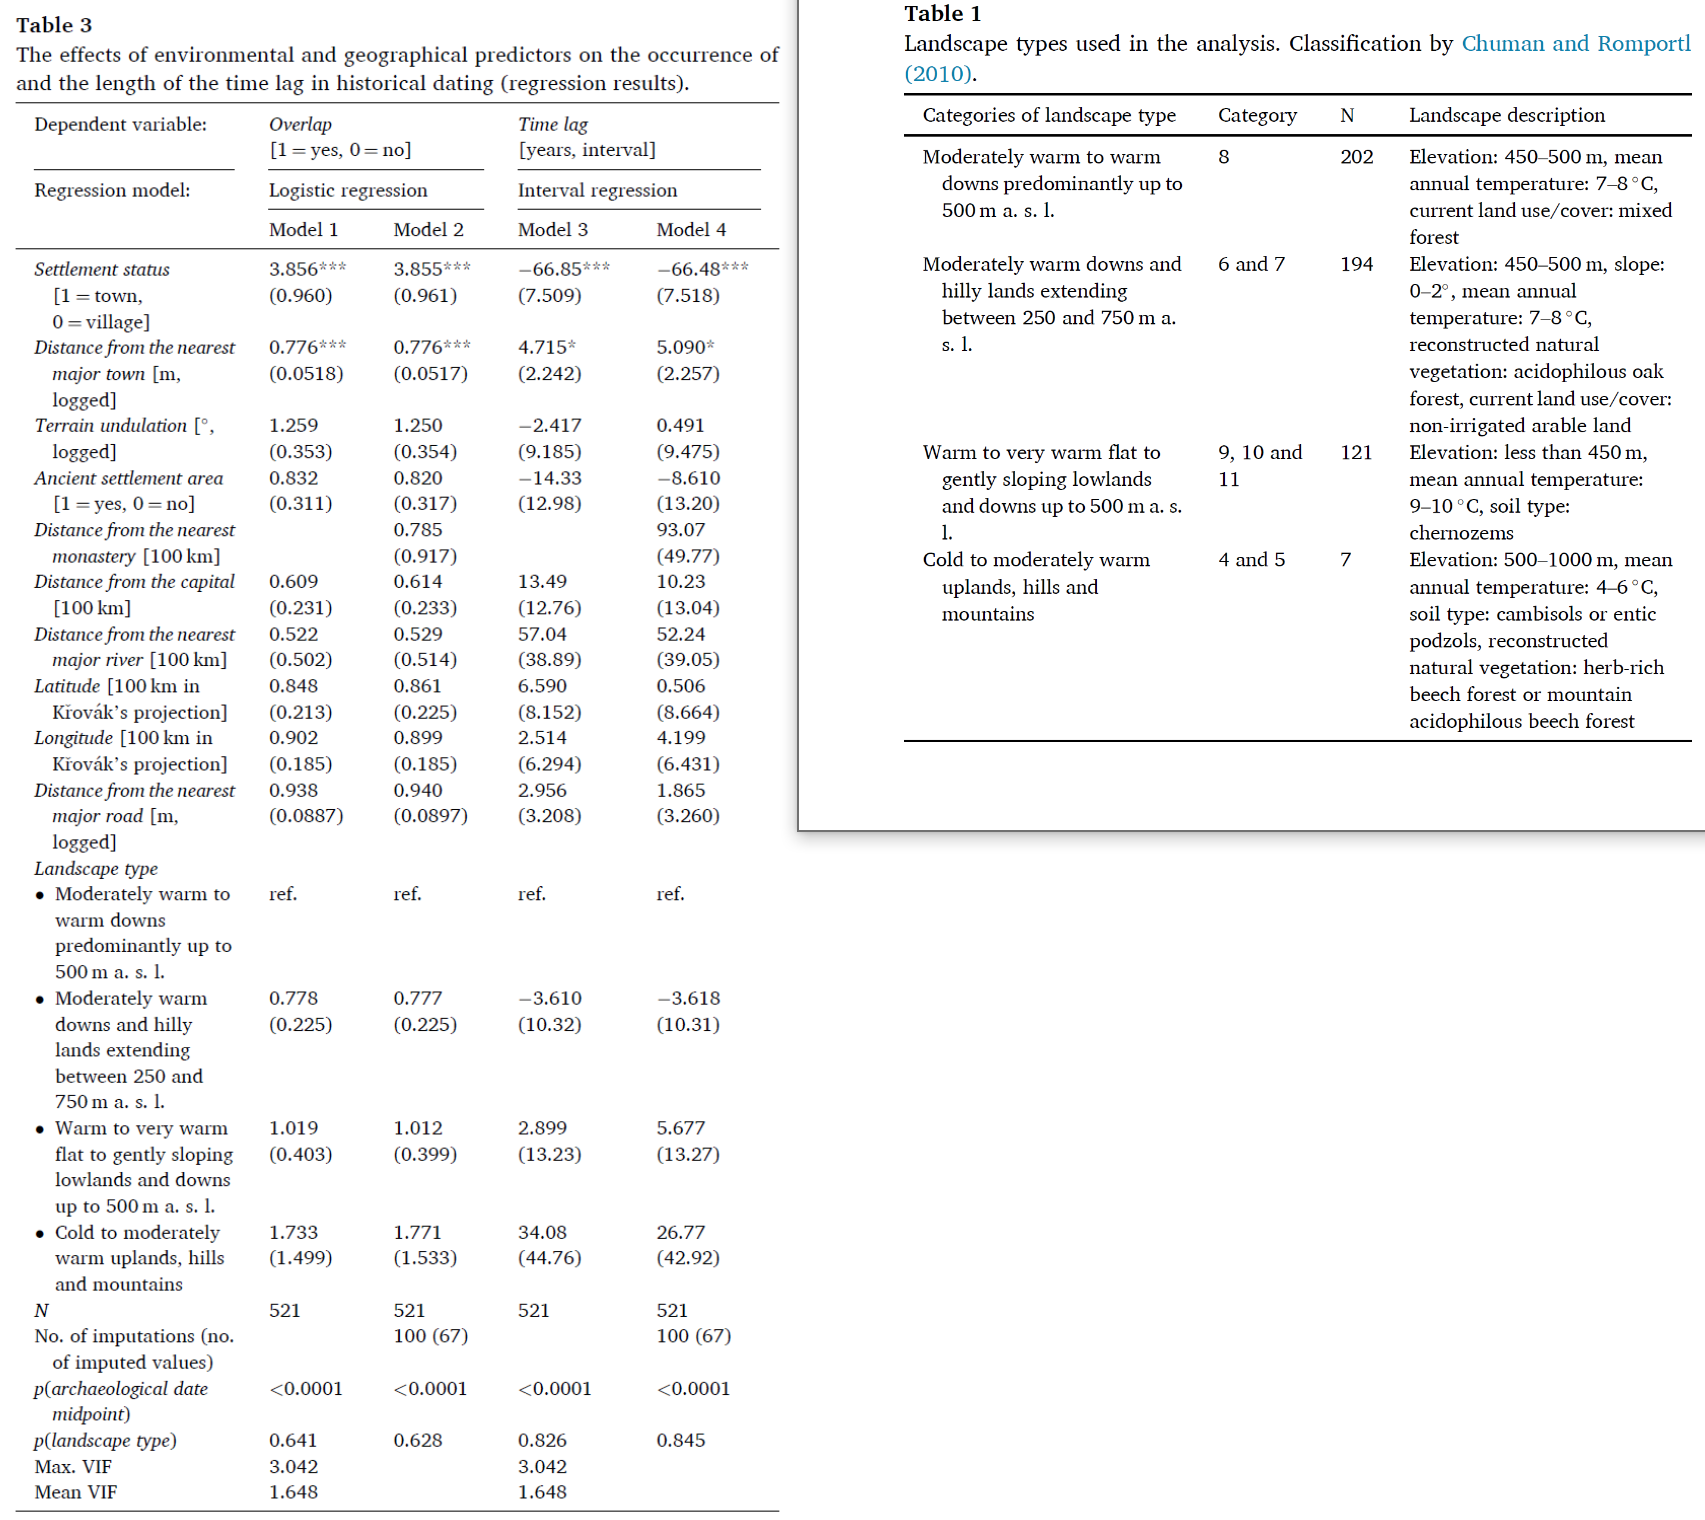 Table 3
The effects of environmental and geographical predictors on the occurrence of
and the length of the time lag in historical dating (regression results).
Dependent variable: Overlap Time lag
[1 = yes, 0 = no] [years, interval]
Regression model: Logistic regression Interval regression
Model 1 Model 2 Model 3 Model 4
Settlement status 3.856*** 3.855*** −66.85*** −66.48***
[1 = town, (0.960) (0.961) (7.509) (7.518)
0 = village]
Distance from the nearest 0.776*** 0.776*** 4.715* 5.090*
major town [m, (0.0518) (0.0517) (2.242) (2.257)
logged]
Terrain undulation [°, 1.259 1.250 −2.417 0.491
logged] (0.353) (0.354) (9.185) (9.475)
Ancient settlement area 0.832 0.820 −14.33 −8.610
[1 = yes, 0 = no] (0.311) (0.317) (12.98) (13.20)
Distance from the nearest 0.785 93.07
monastery [100 km] (0.917) (49.77)
Distance from the capital 0.609 0.614 13.49 10.23
[100 km] (0.231) (0.233) (12.76) (13.04)
Distance from the nearest 0.522 0.529 57.04 52.24
major river [100 km] (0.502) (0.514) (38.89) (39.05)
Latitude [100 km in 0.848 0.861 6.590 0.506
Křovák's projection] (0.213) (0.225) (8.152) (8.664)
Longitude [100 km in 0.902 0.899 2.514 4.199
Křovák's projection] (0.185) (0.185) (6.294) (6.431)
Distance from the nearest 0.938 0.940 2.956 1.865
major road [m, (0.0887) (0.0897) (3.208) (3.260)
logged]
Landscape type
• Moderately warm to ref. ref. ref. ref.
warm downs
predominantly up to
500 m a. s. l.
• Moderately warm 0.778 0.777 −3.610 −3.618
downs and hilly (0.225) (0.225) (10.32) (10.31)
lands extending
between 250 and
750 m a. s. l.
• Warm to very warm 1.019 1.012 2.899 5.677
flat to gently sloping (0.403) (0.399) (13.23) (13.27)
lowlands and downs
up to 500 m a. s. l.
• Cold to moderately 1.733 1.771 34.08 26.77
warm uplands, hills (1.499) (1.533) (44.76) (42.92)
and mountains
N 521 521 521 521
No. of imputations (no. 100 (67) 100 (67)
of imputed values)
p(archaeological date <0.0001 <0.0001 <0.0001 <0.0001
midpoint)
p(landscape type) 0.641 0.628 0.826 0.845
Max. VIF 3.042 3.042
Mean VIF 1.648 1.648
Table 1
Landscape types used in the analysis. Classification by Chuman and Romportl
(2010).
Categories of landscape type Category N Landscape description
Moderately warm to warm 8 202 Elevation: 450–500 m, mean
downs predominantly up to annual temperature: 7–8 °C,
500 m a. s. l. current land use/cover: mixed
forest
Moderately warm downs and 6 and 7 194 Elevation: 450–500 m, slope:
hilly lands extending 0–2°, mean annual
between 250 and 750 m a. temperature: 7–8 °C,
s. l. reconstructed natural
vegetation: acidophilous oak
forest, current land use/cover:
non-irrigated arable land
Warm to very warm flat to 9, 10 and 121 Elevation: less than 450 m,
gently sloping lowlands 11 mean annual temperature:
and downs up to 500 m a. s. 9–10 °C, soil type:
l. chernozems
Cold to moderately warm 4 and 5 7 Elevation: 500–1000 m, mean
uplands, hills and annual temperature: 4–6 °C,
mountains soil type: cambisols or entic
podzols, reconstructed
natural vegetation: herb-rich
beech forest or mountain
acidophilous beech forest